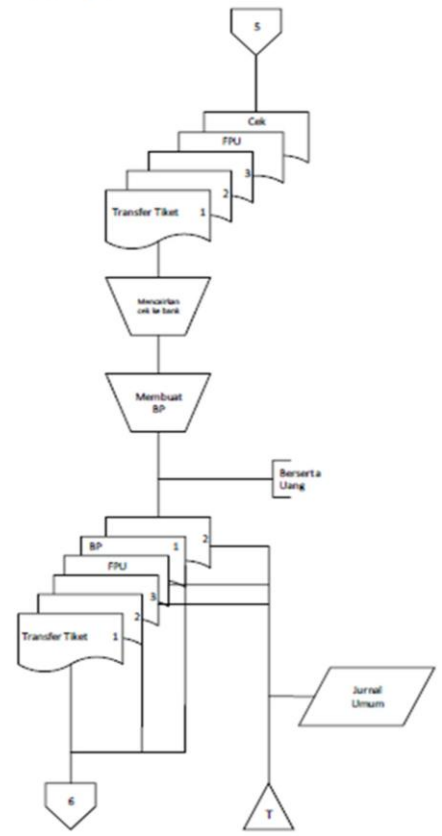 5
Cek
FPU
3
2
Transfer Tiket 1
Mencairkan
cek ke bank
Membuat
BP
Berserta
Uang
2
BP 1
FPU
3
2
Transfer Tiket 1
Jurnal
Umum
6
T